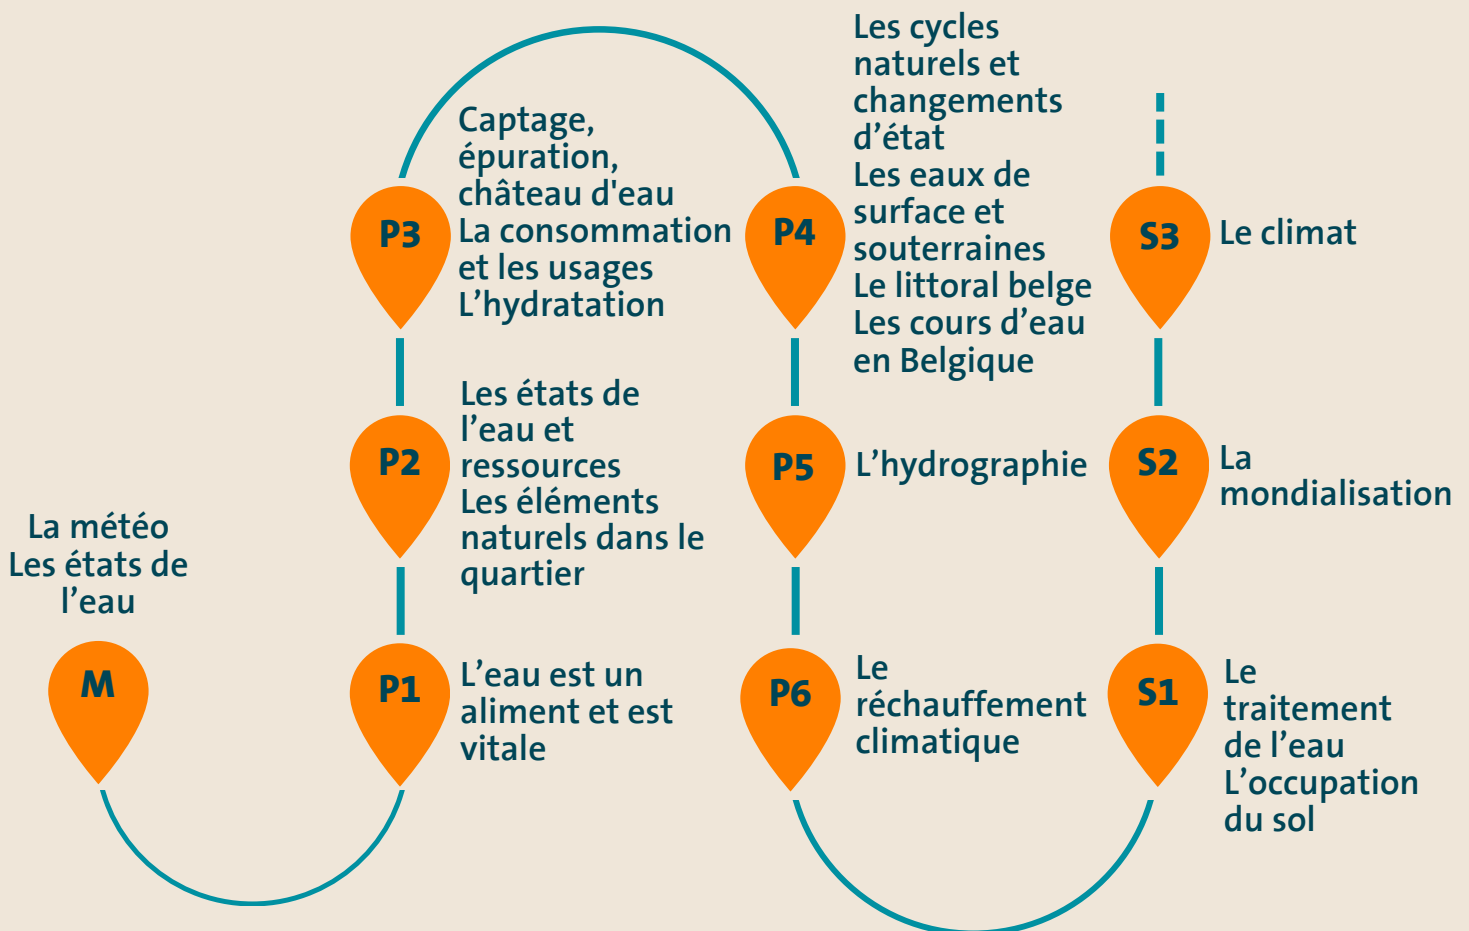 La météo
Les états de
l'eau
M
P1
L'eau est un
aliment et est
vitale
P2
Les états de
l'eau et
ressources
Les éléments
naturels dans le
quartier
P3
Captage,
épuration,
château d'eau
La consommation
et les usages
L'hydratation
P4
Les cycles
naturels et
changements
d'état
Les eaux de
surface et
souterraines
Le littoral belge
Les cours d'eau
en Belgique
P5
L'hydrographie
P6
Le
réchauffement
climatique
S1
Le
traitement
de l'eau
L'occupation
du sol
S2
La
mondialisation
S3
Le climat